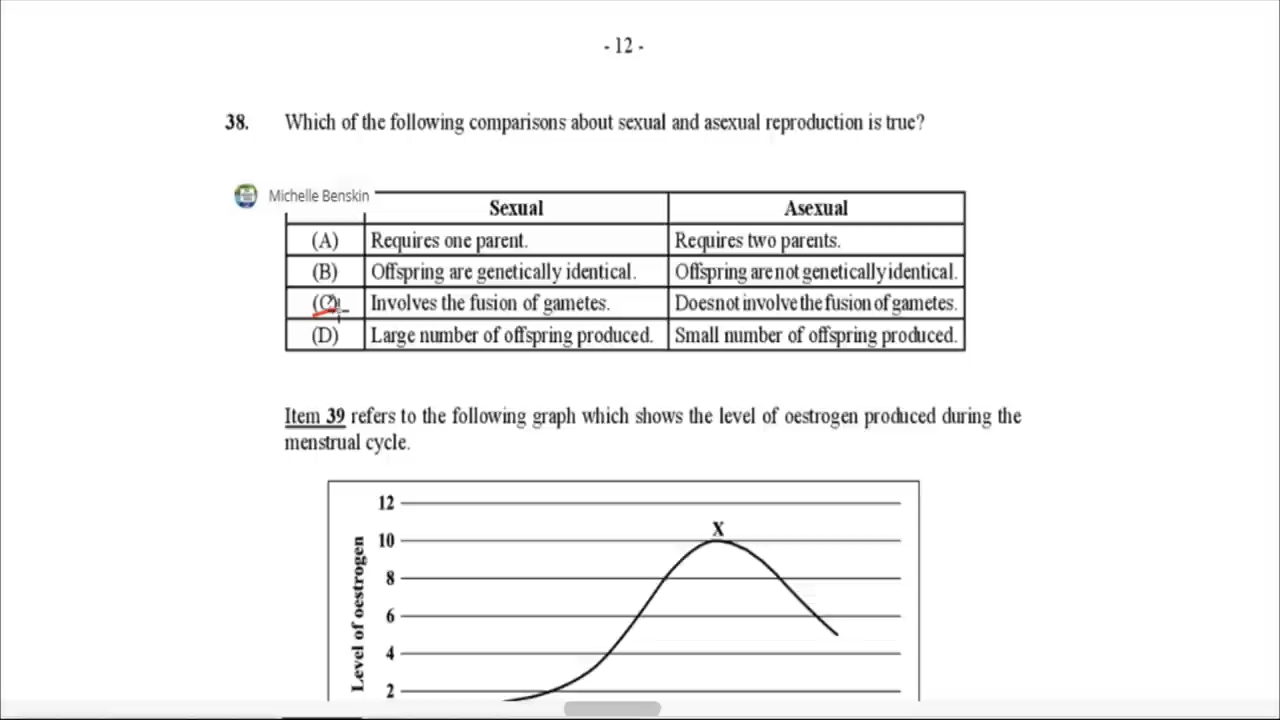 - 12 -
38. Which of the following comparisons about sexual and asexual reproduction is true?
Michelle Benskin
Sexual Asexual
(A) Requires one parent. Requires two parents.
(B) Offspring are genetically identical. Offspring are not genetically identical.
(C) Involves the fusion of gametes. Does not involve the fusion of gametes.
(D) Large number of offspring produced. Small number of offspring produced.
Item 39 refers to the following graph which shows the level of oestrogen produced during the
menstrual cycle.
Level of oestrogen
12
X
10
8
6
4
2